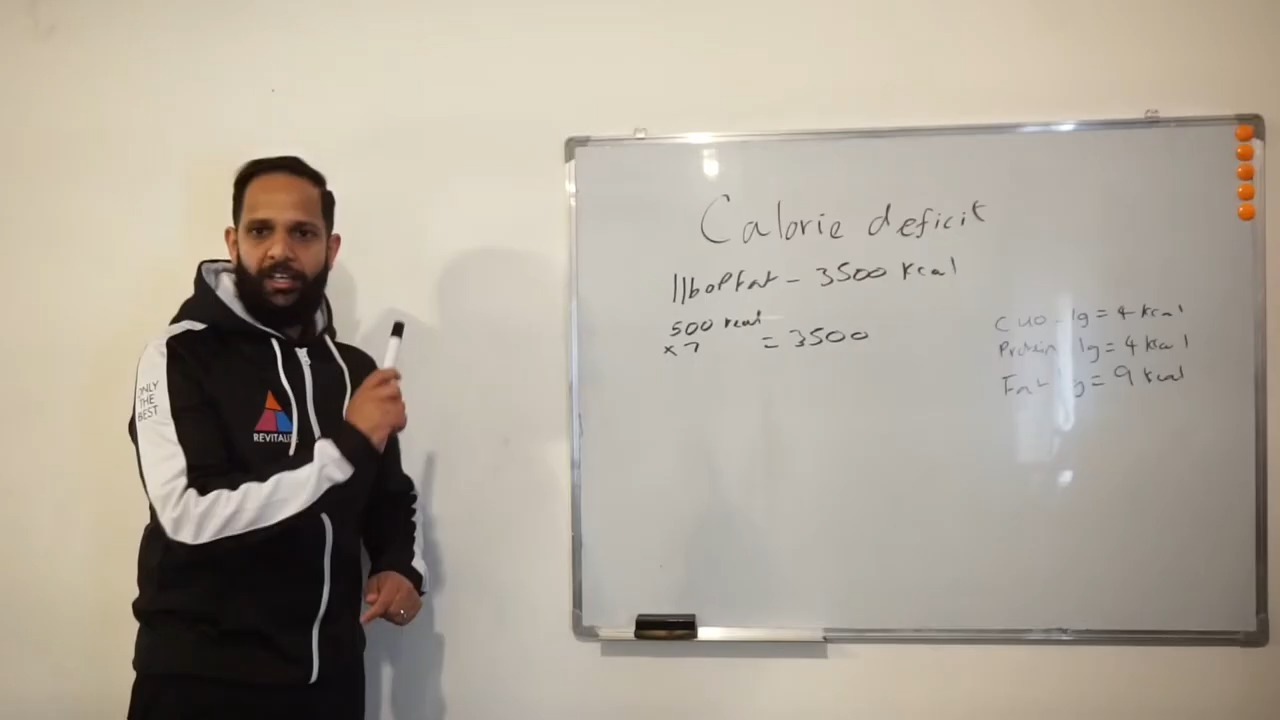 ONLY
THE
BEST
REVITALI
Calorie deficit
1lb of fat - 3500 kcal
500 kcal
x 7 = 3500
CHO - 1g = 4 kcal
Protein 1g = 4 kcal
Fat 1g = 9 kcal